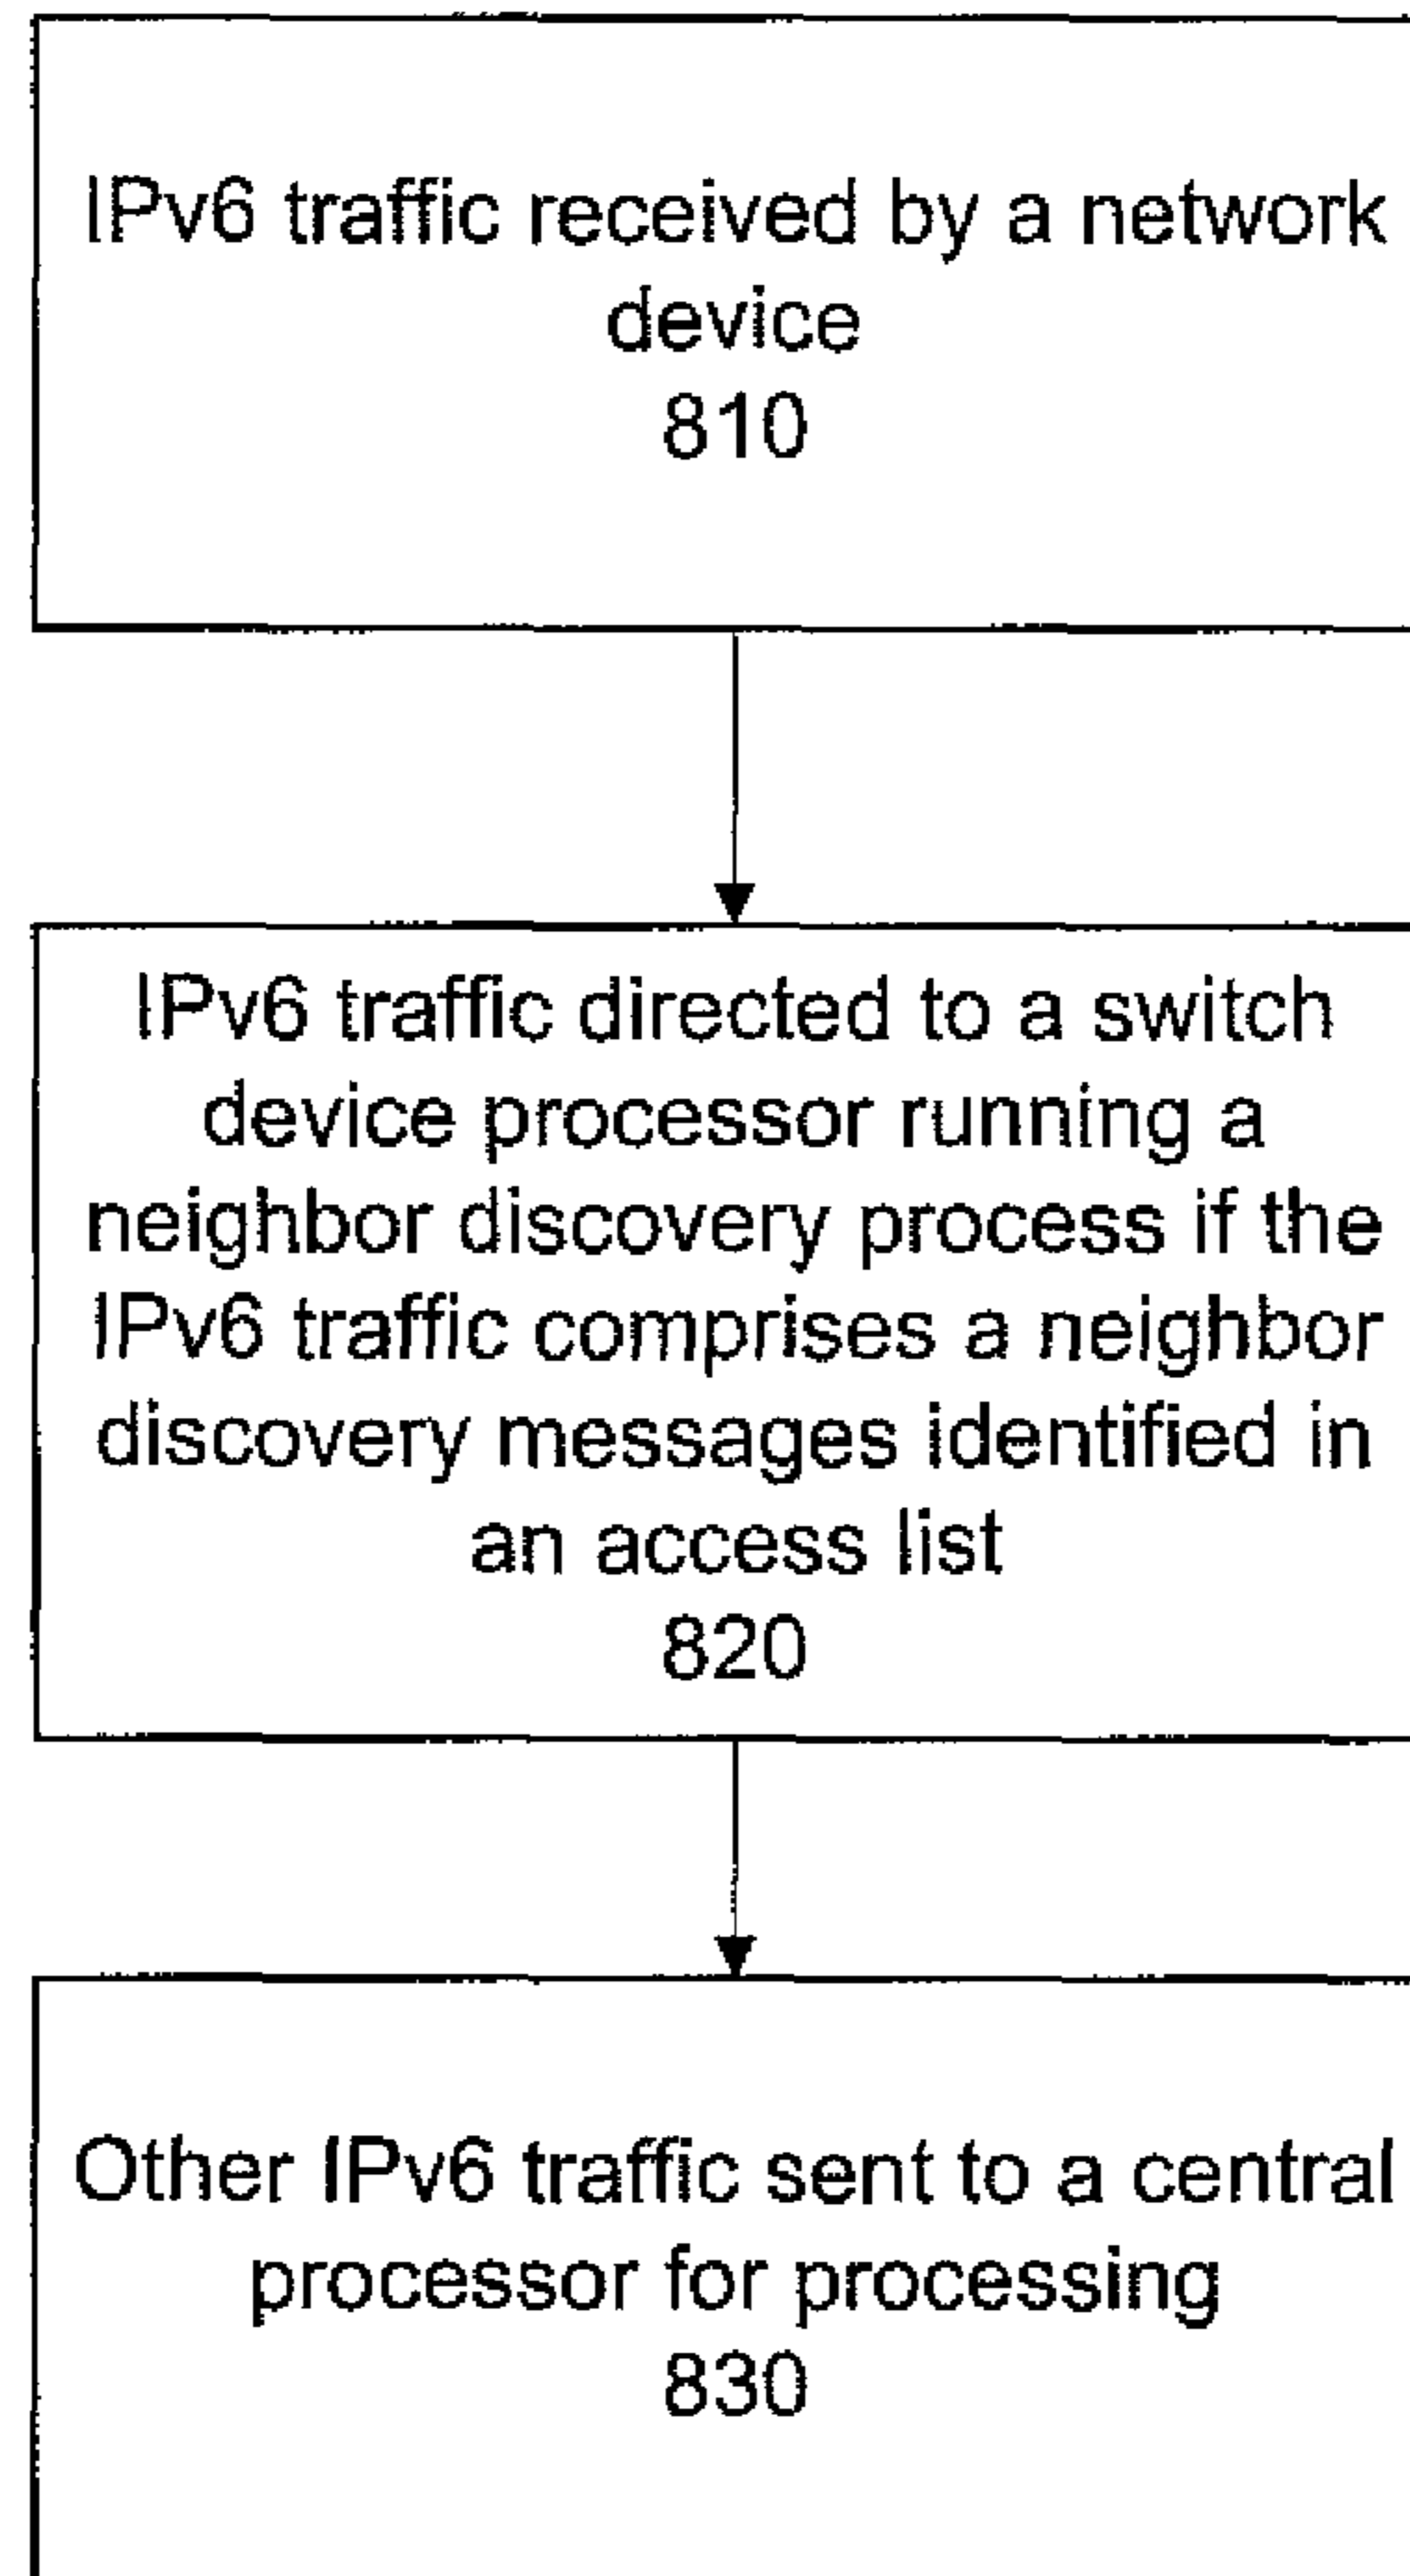 IPv6 traffic received by a network
device
810
IPv6 traffic directed to a switch
device processor running a
neighbor discovery process if the
IPv6 traffic comprises a neighbor
discovery messages identified in
an access list
820
Other IPv6 traffic sent to a central
processor for processing
830